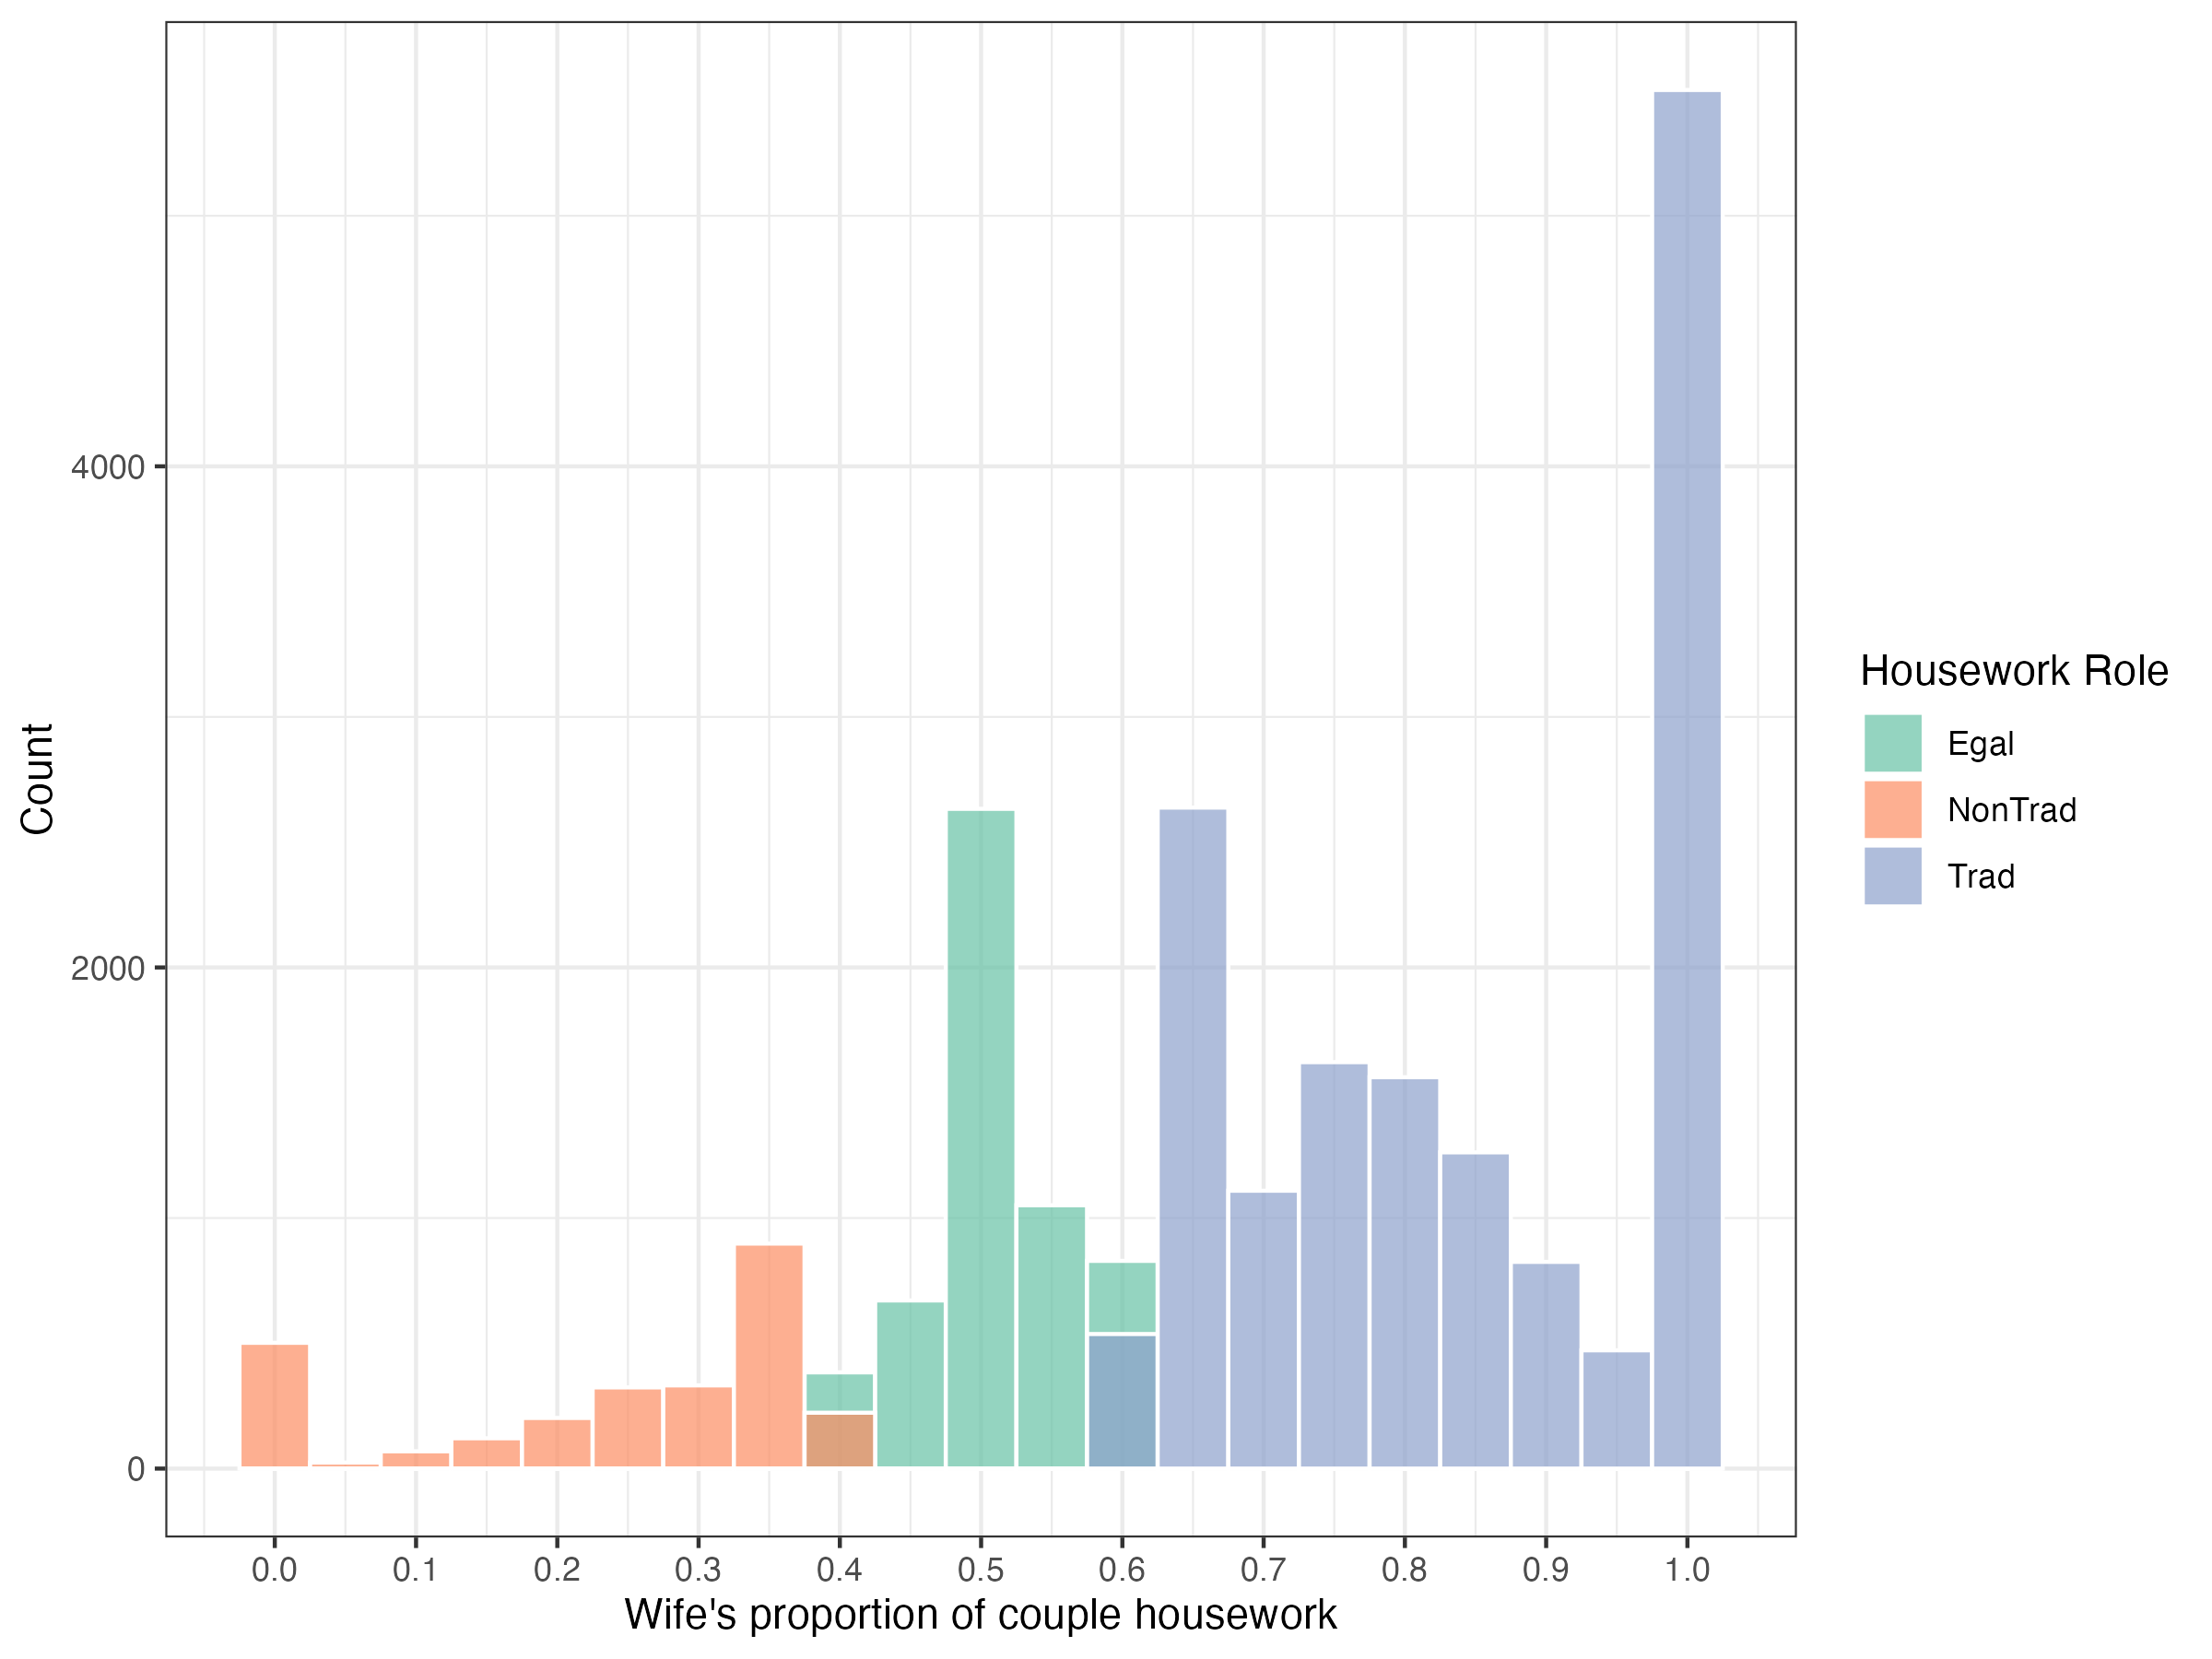 4000
2000
0
Count
0.0 0.1 0.2 0.3 0.4 0.5 0.6 0.7 0.8 0.9 1.0
Wife's proportion of couple housework
Housework Role
Egal
NonTrad
Trad